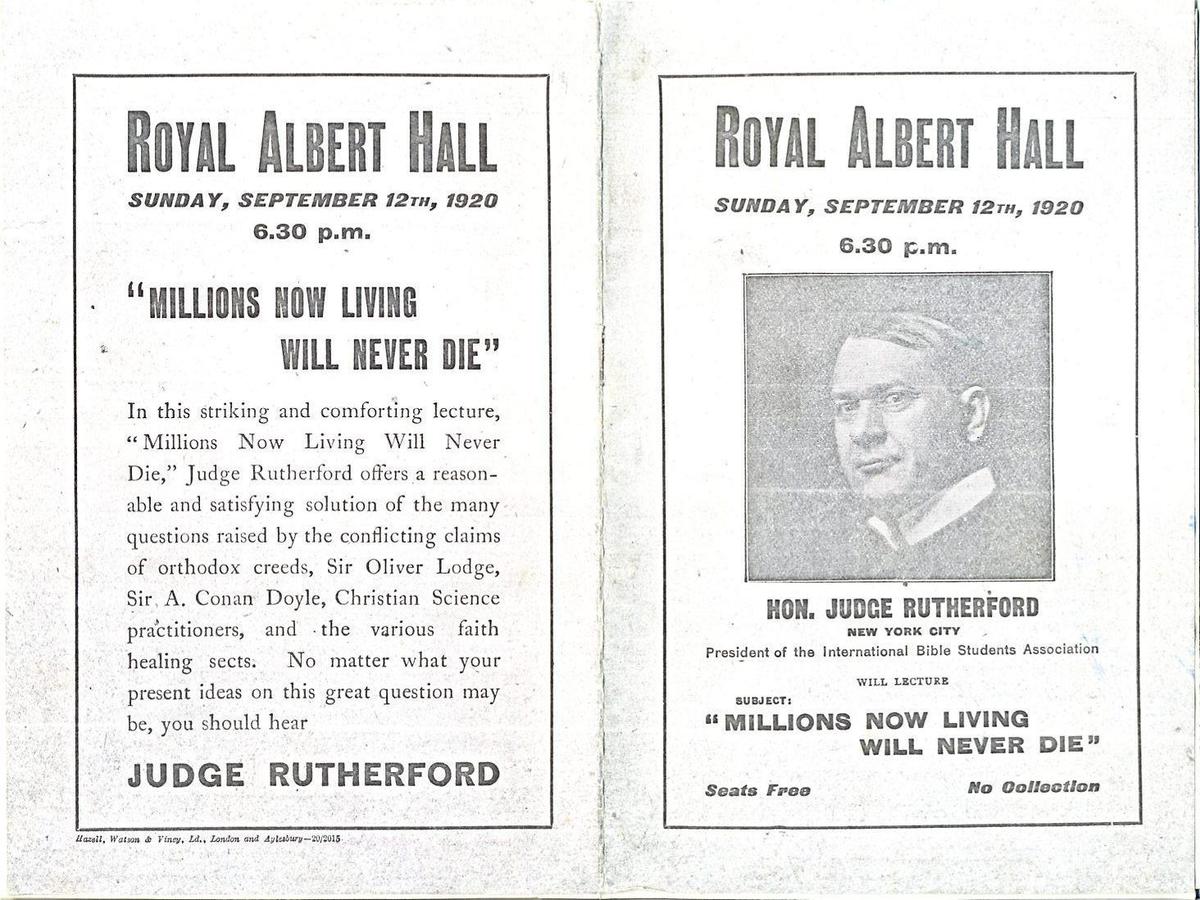 ROYAL ALBERT HALL
SUNDAY, SEPTEMBER 12TH, 1920
6.30 p.m.
“MILLIONS NOW LIVING
WILL NEVER DIE”
In this striking and comforting lecture,
“Millions Now Living Will Never
Die,” Judge Rutherford offers a reason-
able and satisfying solution of the many
questions raised by the conflicting claims
of orthodox creeds, Sir Oliver Lodge,
Sir A. Conan Doyle, Christian Science
practitioners, and the various faith
healing sects. No matter what your
present ideas on this great question may
be, you should hear
JUDGE RUTHERFORD
Hazell, Watson & Viney, Ld., London and Aylesbury—20/2015
ROYAL ALBERT HALL
SUNDAY, SEPTEMBER 12TH, 1920
6.30 p.m.
HON. JUDGE RUTHERFORD
NEW YORK CITY
President of the International Bible Students Association
WILL LECTURE
SUBJECT:
“MILLIONS NOW LIVING
WILL NEVER DIE”
Seats Free No Collection